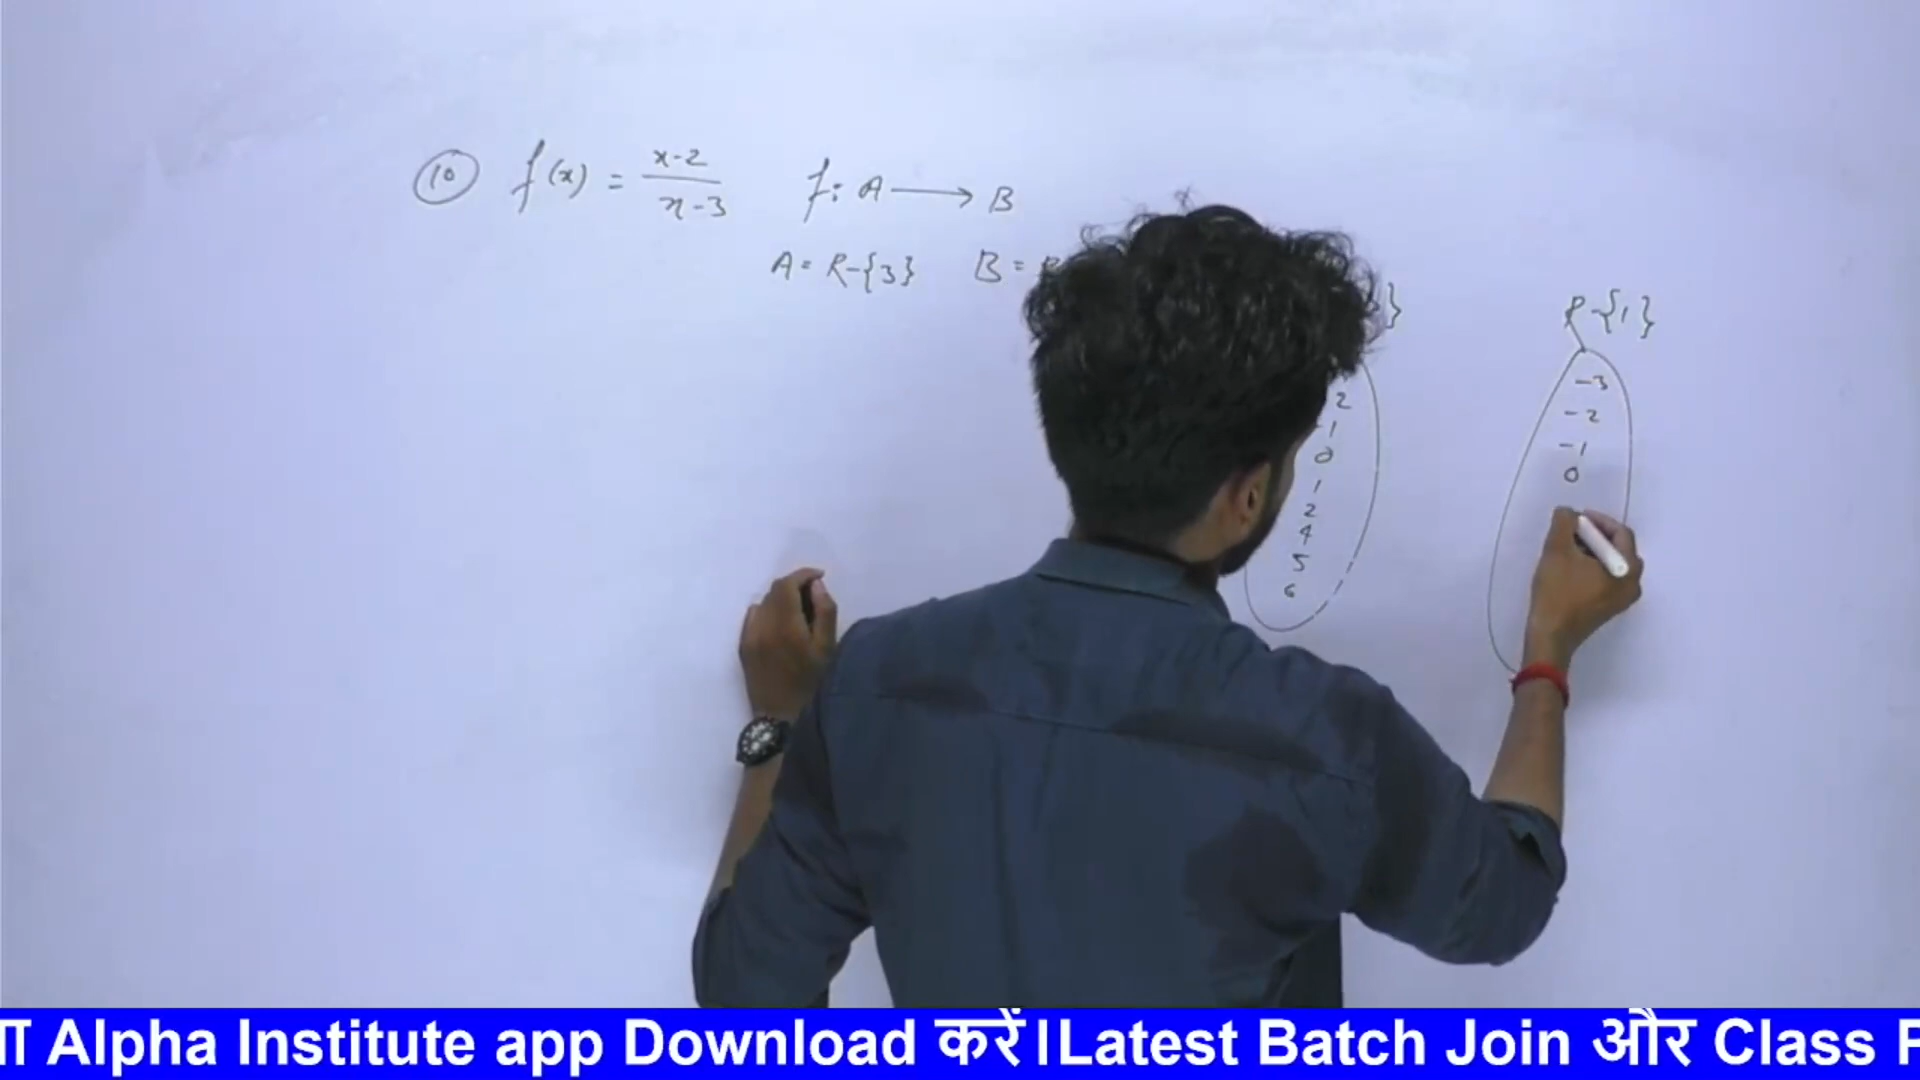 10 f(x) = x-2 / x-3 f: A ⟶ B
A = R-{3} B = R
} R-{1}
-3
2 -2
-1 -1
0 0
1
2
4
5
6
Alpha Institute app Download करें।Latest Batch Join और Class